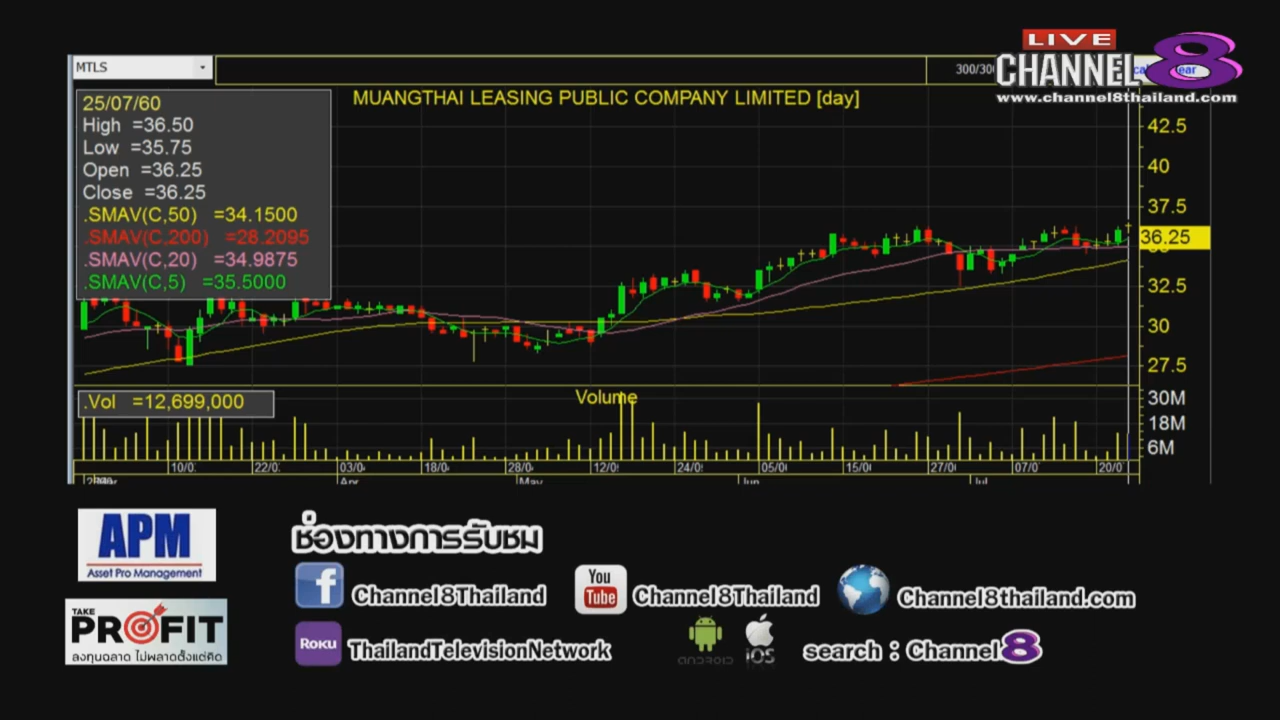 MTLS
300/300
LIVE
CHANNEL 8
www.channel8thailand.com
MUANGTHAI LEASING PUBLIC COMPANY LIMITED [day]
25/07/60
High =36.50
Low =35.75
Open =36.25
Close =36.25
.SMAV(C,50) =34.1500
.SMAV(C,200) =28.2095
.SMAV(C,20) =34.9875
.SMAV(C,5) =35.5000
42.5
40
37.5
36.25
32.5
30
27.5
.Vol =12,699,000
Volume
30M
18M
6M
10/0 22/0 03/0 18/0 28/0 12/0 24/0 05/0 15/0 27/0 07/0 20/0
Apr May Jun Jul
APM
Asset Pro Management
ช่องทางการรับชม
f Channel8Thailand You Tube Channel8Thailand Channel8thailand.com
TAKE
PROFIT
ลงทุนฉลาด ไม่พลาดตั้งแต่คิด
ROKU ThailandTelevisionNetwork ANDROID iOS search : Channel 8